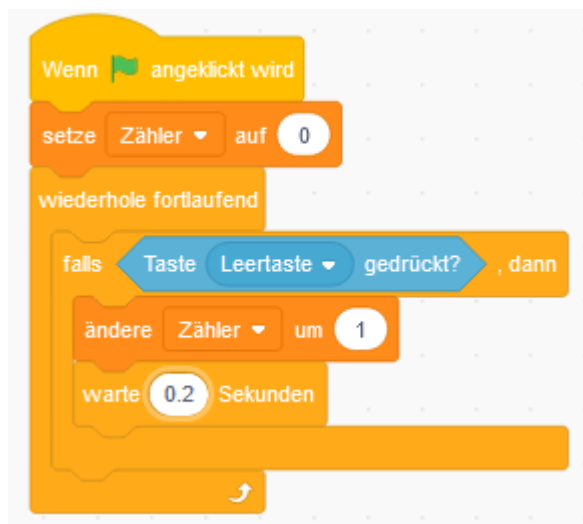 Wenn angeklickt wird
setze Zähler auf 0
wiederhole fortlaufend
falls Taste Leertaste gedrückt? , dann
ändere Zähler um 1
warte 0.2 Sekunden